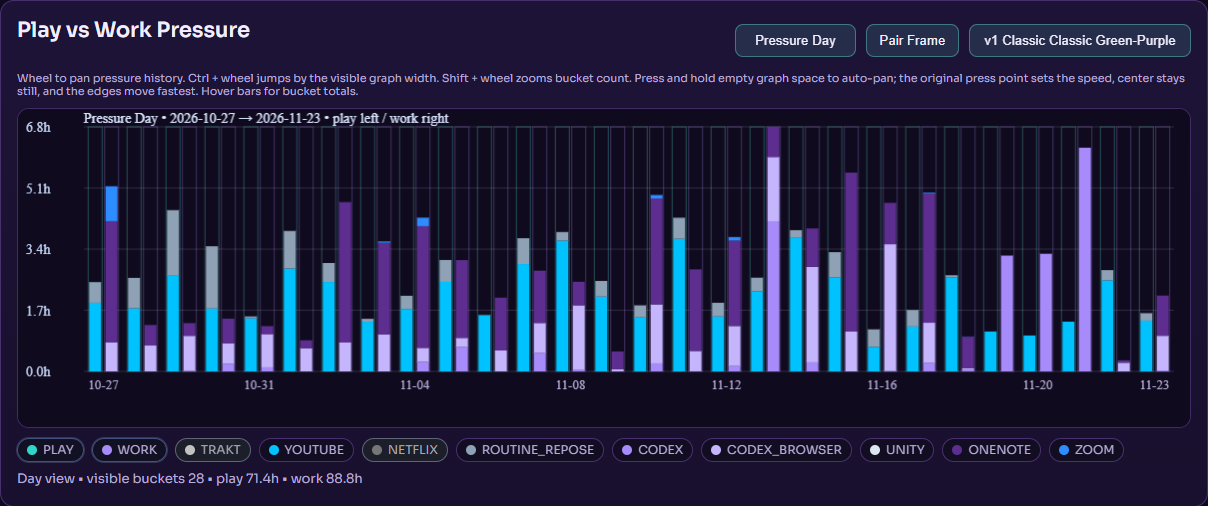 Play vs Work Pressure
Pressure Day
Pair Frame
v1 Classic Classic Green-Purple
Wheel to pan pressure history. Ctrl + wheel jumps by the visible graph width. Shift + wheel zooms bucket count. Press and hold empty graph space to auto-pan; the original press point sets the speed, center stays
still, and the edges move fastest. Hover bars for bucket totals.
Pressure Day • 2026-10-27 → 2026-11-23 • play left / work right
6.8h
5.1h
3.4h
1.7h
0.0h
10-27 10-31 11-04 11-08 11-12 11-16 11-20 11-23
PLAY WORK TRAKT YOUTUBE NETFLIX ROUTINE_REPOSE CODEX CODEX_BROWSER UNITY ONENOTE ZOOM
Day view • visible buckets 28 • play 71.4h • work 88.8h